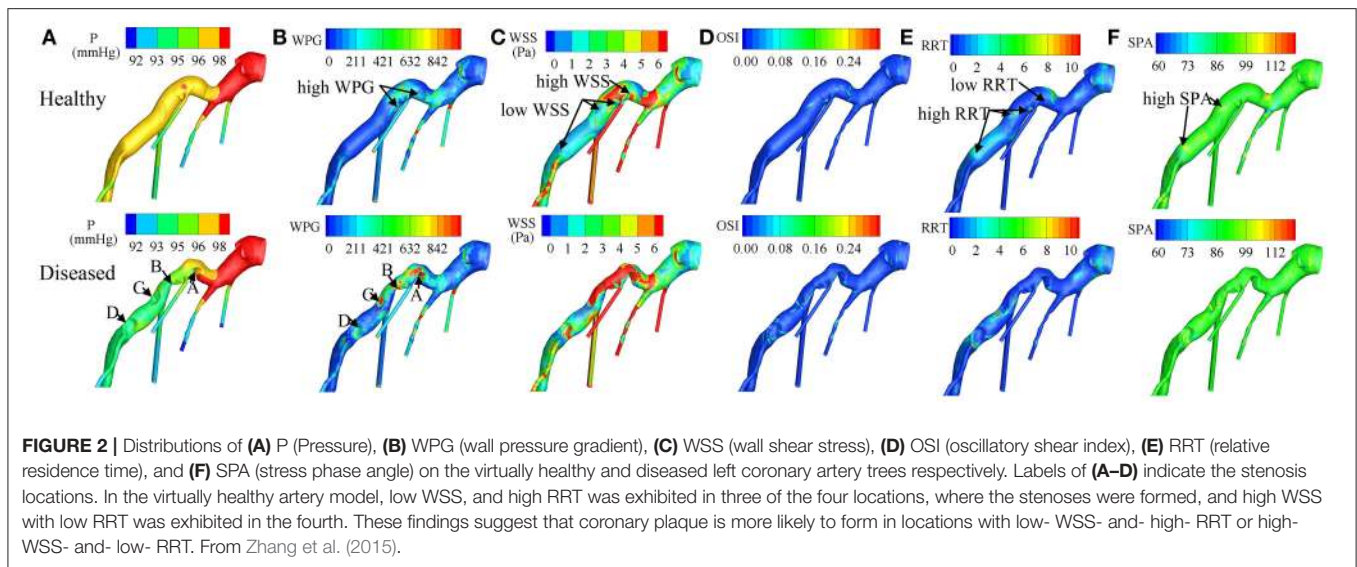 A P (mmHg) B WPG C WSS (Pa) D OSI E RRT F SPA
92 93 95 96 98 0 211 421 632 842 0 1 2 3 4 5 6 0.00 0.08 0.16 0.24 0 2 4 6 8 10 60 73 86 99 112
Healthy high WPG high WSS low WSS low RRT high RRT high SPA
P (mmHg) WPG WSS (Pa) OSI RRT SPA
92 93 95 96 98 0 211 421 632 842 0 1 2 3 4 5 6 0.00 0.08 0.16 0.24 0 2 4 6 8 10 60 73 86 99 112
Diseased
B A C D B A C D
FIGURE 2 | Distributions of (A) P (Pressure), (B) WPG (wall pressure gradient), (C) WSS (wall shear stress), (D) OSI (oscillatory shear index), (E) RRT (relative
residence time), and (F) SPA (stress phase angle) on the virtually healthy and diseased left coronary artery trees respectively. Labels of (A–D) indicate the stenosis
locations. In the virtually healthy artery model, low WSS, and high RRT was exhibited in three of the four locations, where the stenoses were formed, and high WSS
with low RRT was exhibited in the fourth. These findings suggest that coronary plaque is more likely to form in locations with low- WSS- and- high- RRT or high-
WSS- and- low- RRT. From Zhang et al. (2015).